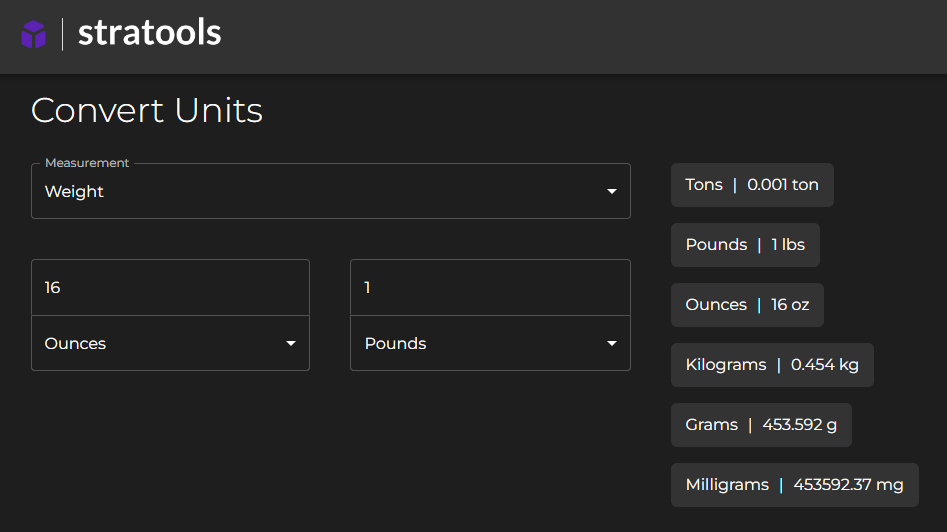 stratools
Convert Units
Measurement
Weight
16
Ounces
1
Pounds
Tons | 0.001 ton
Pounds | 1 lbs
Ounces | 16 oz
Kilograms | 0.454 kg
Grams | 453.592 g
Milligrams | 453592.37 mg